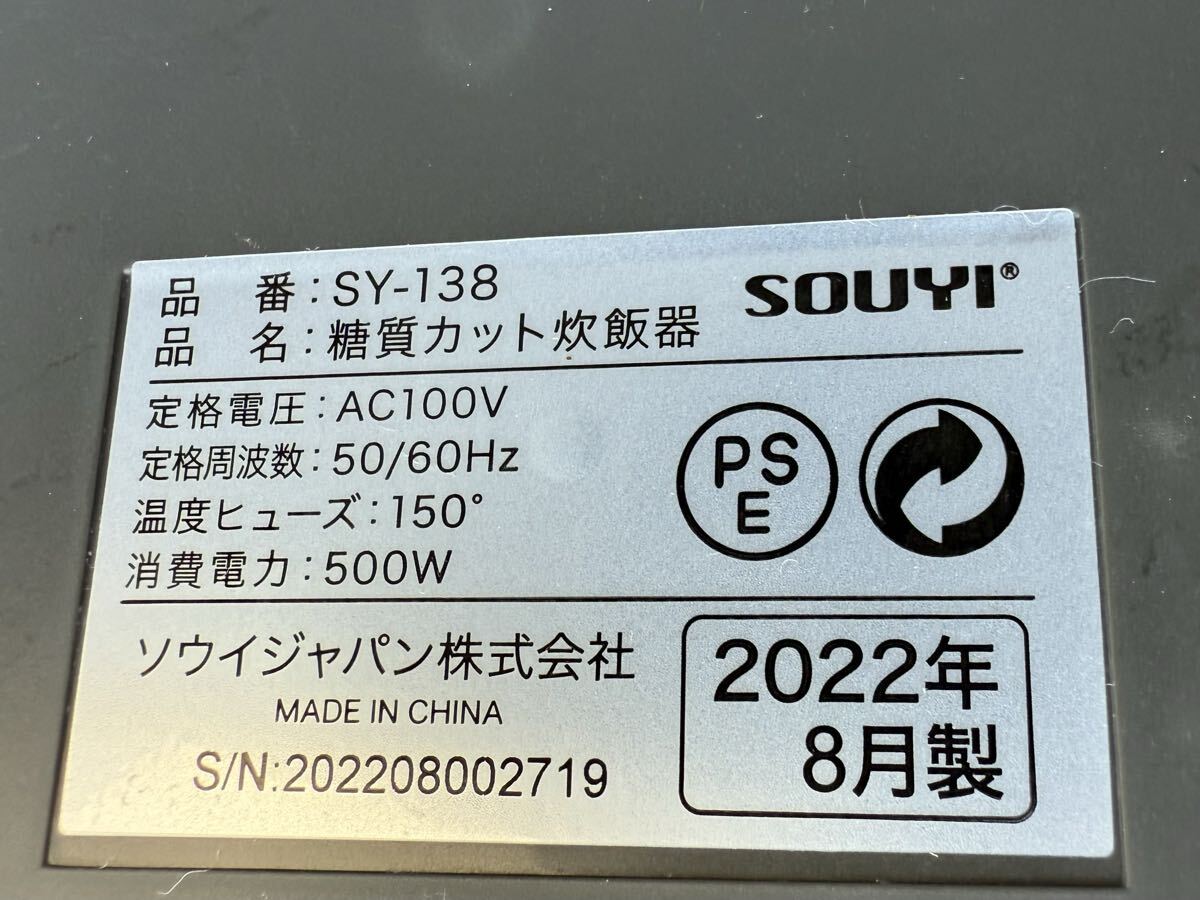 品　番：SY-138
品　名：糖質カット炊飯器
SOUYI®
定格電圧：AC100V
定格周波数：50/60Hz
温度ヒューズ：150°
消費電力：500W
PS
E
ソウイジャパン株式会社
MADE IN CHINA
S/N:202208002719
2022年
8月製